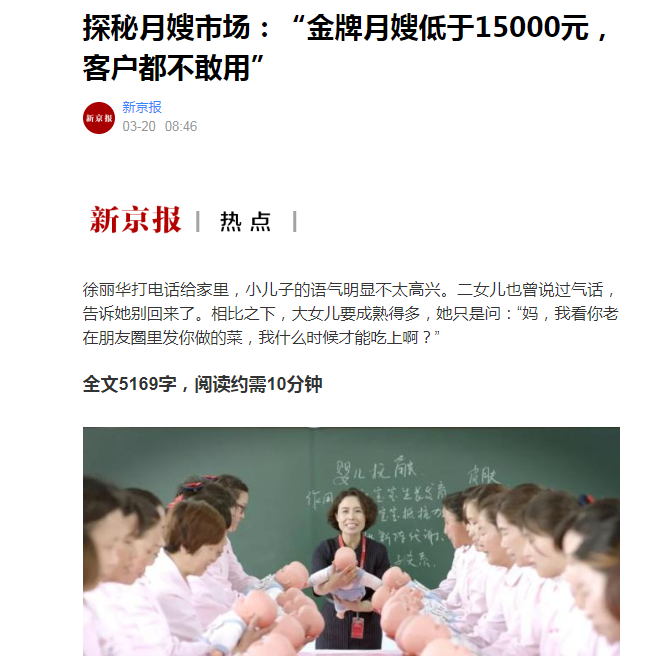 探秘月嫂市场：“金牌月嫂低于15000元，
客户都不敢用”
新京报
新京报
03-20 08:46
新京报 | 热点 |
徐丽华打电话给家里，小儿子的语气明显不太高兴。二女儿也曾说过气话，
告诉她别回来了。相比之下，大女儿要成熟得多，她只是问：“妈，我看你老
在朋友圈里发你做的菜，我什么时候才能吃上啊？”
全文5169字，阅读约需10分钟
婴儿抚触
皮肤
作用